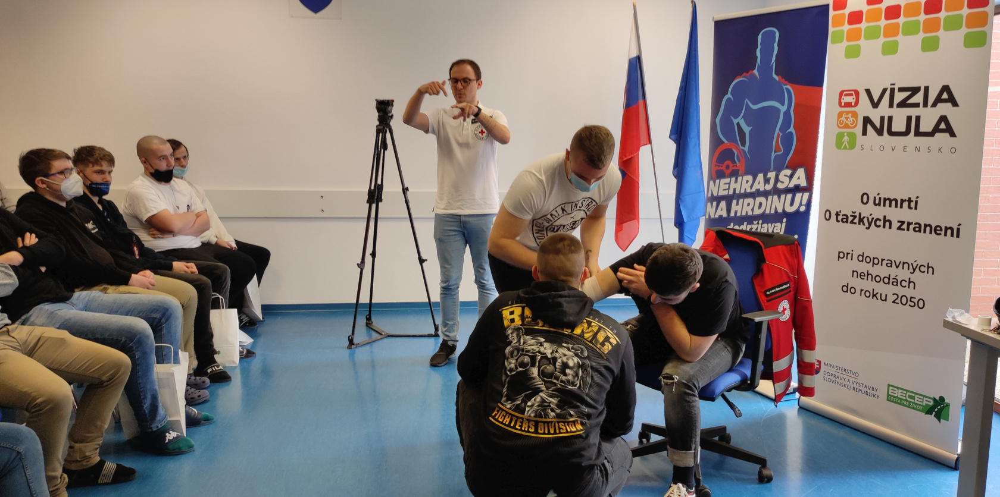 NEHRAJ SA
NA HRDINU!
dodržiavaj
VÍZIA
NULA
SLOVENSKO
0 úmrtí
0 ťažkých zranení
pri dopravných
nehodách
do roku 2050
MINISTERSTVO
DOPRAVY A VÝSTAVBY
SLOVENSKEJ REPUBLIKY
BECEP
CESTA PRE ŽIVOT
FIGHTERS DIVISION
FILA